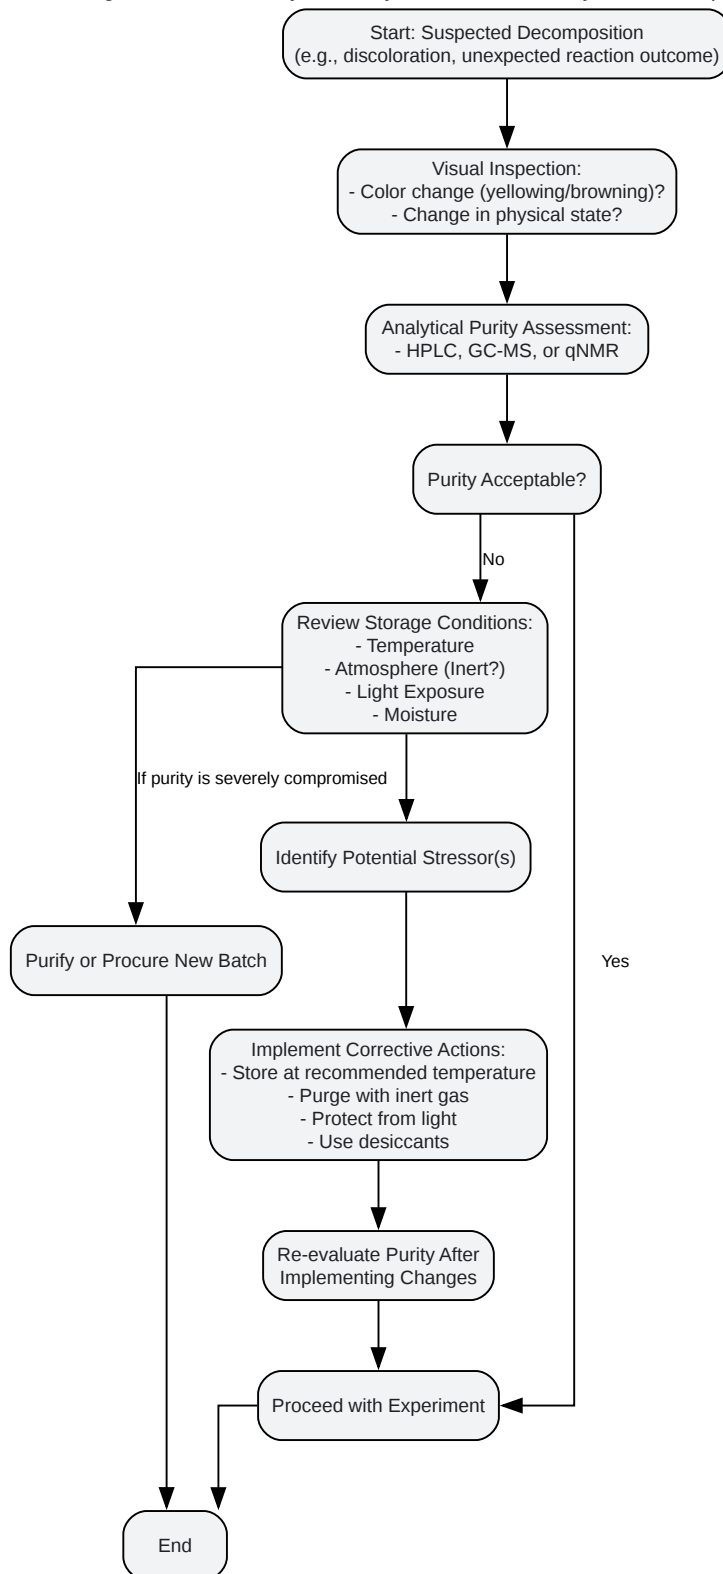 Start: Suspected Decomposition
(e.g., discoloration, unexpected reaction outcome)
Visual Inspection:
- Color change (yellowing/browning)?
- Change in physical state?
Analytical Purity Assessment:
- HPLC, GC-MS, or qNMR
Purity Acceptable?
No
Review Storage Conditions:
- Temperature
- Atmosphere (Inert?)
- Light Exposure
- Moisture
If purity is severely compromised
Identify Potential Stressor(s)
Purify or Procure New Batch
Yes
Implement Corrective Actions:
- Store at recommended temperature
- Purge with inert gas
- Protect from light
- Use desiccants
Re-evaluate Purity After
Implementing Changes
Proceed with Experiment
End